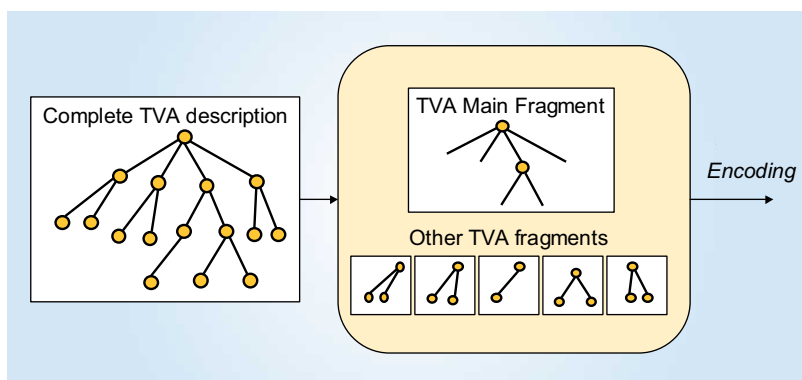 Complete TVA description
TVA Main Fragment
Other TVA fragments
Encoding